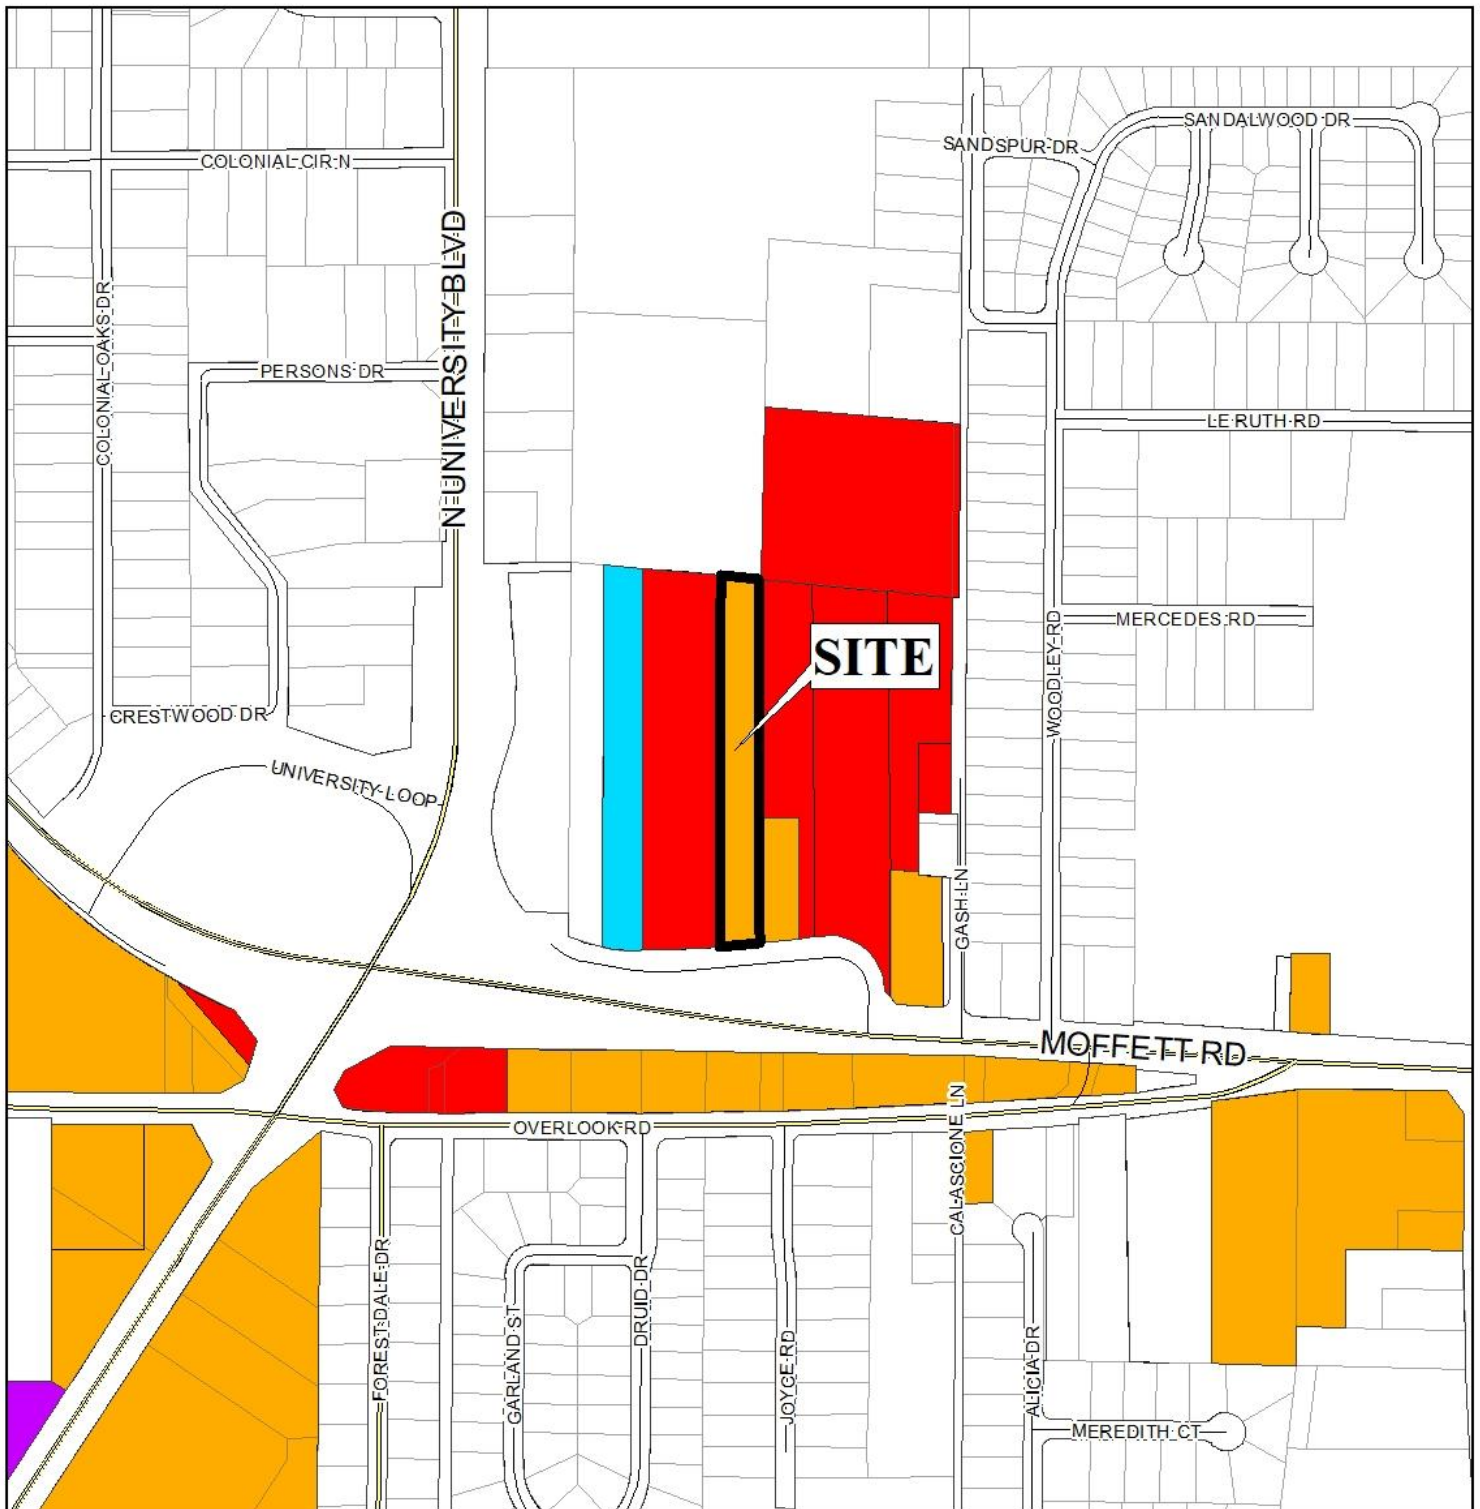 SANDALWOOD DR
SANDSPUR DR
COLONIAL CIR N
N UNIVERSITY BLVD
COLONIAL OAKS DR
PERSONS DR
LE RUTH RD
MERCEDES RD
SITE
WOODLEY RD
CRESTWOOD DR
UNIVERSITY LOOP
GASH LN
MOFFETT RD
OVERLOOK RD
CALASCIONE LN
FOREST DALE DR
GARLAND ST
DRUID DR
JOYCE RD
ALICIA DR
MEREDITH CT